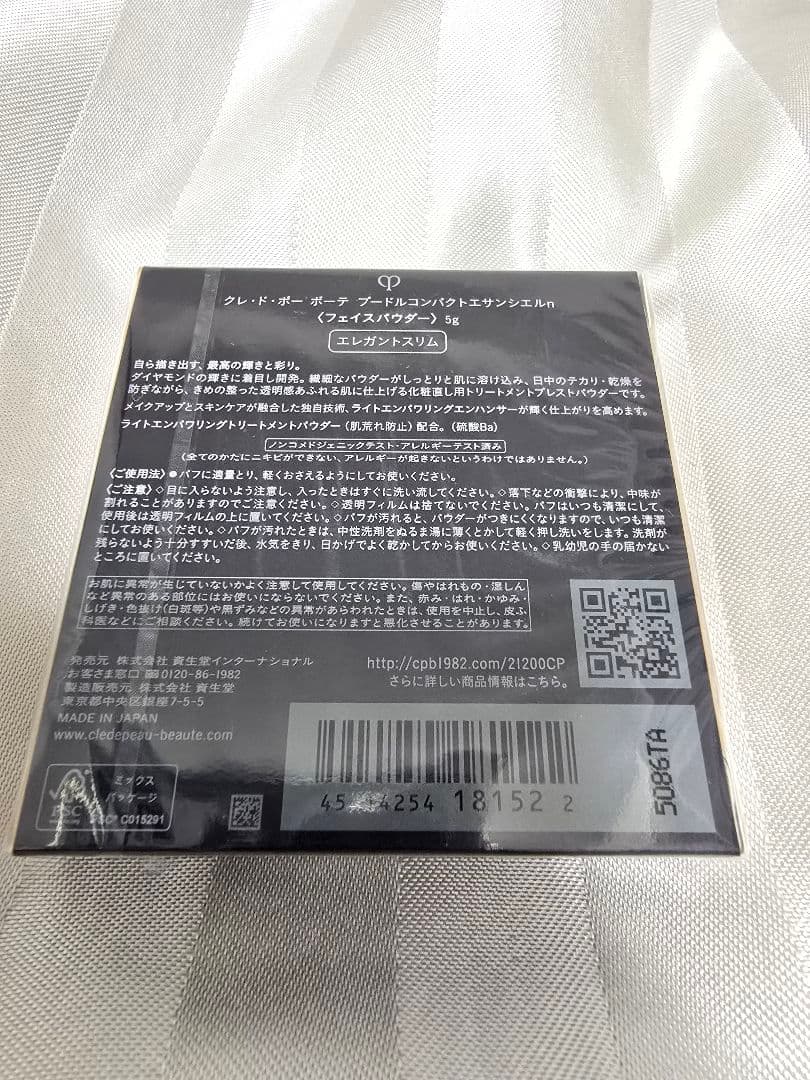 クレ・ド・ポー ボーテ プードルコンパクトエサンシエルn
〈フェイスパウダー〉5g
エレガントスリム
自ら描き出す、最高の輝きと彩り。
ダイヤモンドの輝きに着目し開発。繊細なパウダーがしっとりと肌に溶け込み、日中のテカリ・乾燥を
防ぎながら、きめの整った透明感あふれる肌に仕上げる化粧直し用トリートメントプレストパウダーです。
メイクアップとスキンケアが融合した独自技術、ライトエンパワリングエンハンサーが輝く仕上がりを高めます。
ライトエンパワリングトリートメントパウダー（肌荒れ防止）配合。（硫酸Ba）
ノンコメドジェニックテスト・アレルギーテスト済み
（全てのかたにニキビができない、アレルギーが起きないというわけではありません。）
〈ご使用法〉●パフに適量とり、軽くおさえるようにしてお使いください。
〈ご注意〉◇目に入らないよう注意し、入ったときはすぐに洗い流してください。◇落下などの衝撃により、中味が
割れることがありますのでご注意ください。◇透明フィルムは捨てないでください。パフはいつも清潔にして、
使用後は透明フィルムの上に置いてください。◇パフが汚れると、パウダーがつきにくくなりますので、いつも清潔
にしてお使いください。◇パフが汚れたときは、中性洗剤をぬるま湯に薄くとかして軽く押し洗いをします。洗剤が
残らないよう十分すすいだ後、水気をきり、日かげでよく乾かしてからお使いください。◇乳幼児の手の届かない
ところに置いてください。
お肌に異常が生じていないかよく注意して使用してください。傷やはれもの・湿しん
など異常のある部位にはお使いにならないでください。また、赤み・はれ・かゆみ・
しげき・色抜け（白斑等）や黒ずみなどの異常があらわれたときは、使用を中止し、皮ふ
科医などにご相談ください。続けてお使いになりますと悪化させることがあります。
発売元 株式会社 資生堂インターナショナル
お客さま窓口 0120-86-1982
製造販売元 株式会社 資生堂
東京都中央区銀座7-5-5
MADE IN JAPAN
www.cledepeau-beaute.com
http://cpb1982.com/21200CP
さらに詳しい商品情報はこちら。
ミックス
パッケージ
C015291
4254 18152 2
5086TA